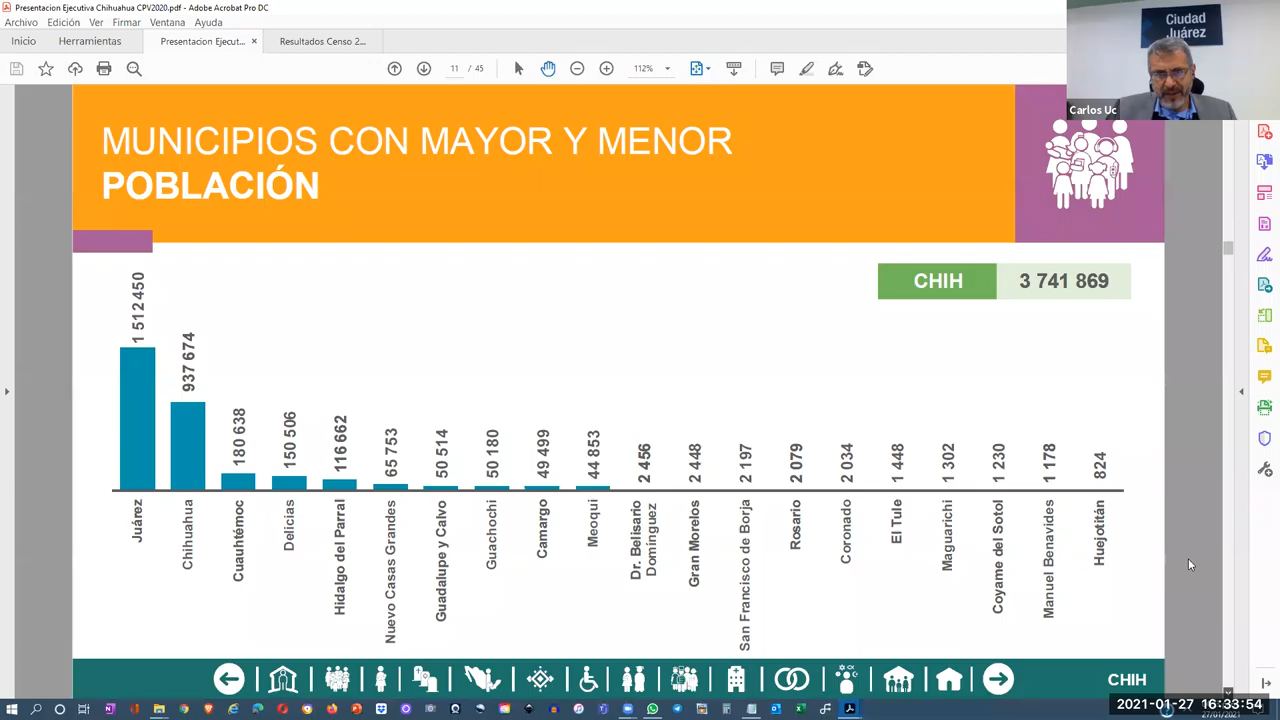 Presentacion Ejecutiva Chihuahua CPV2020.pdf - Adobe Acrobat Pro DC
Archivo Edición Ver Firmar Ventana Ayuda
Inicio Herramientas Presentacion Ejecut... × Resultados Censo 2...
11 / 45 112%
Ciudad
Juárez
Carlos Uc
MUNICIPIOS CON MAYOR Y MENOR
POBLACIÓN
CHIH 3 741 869
1 512 450
937 674
180 638
150 506
116 662
65 753
50 514
50 180
49 499
44 853
2 456
2 448
2 197
2 079
2 034
1 448
1 302
1 230
1 178
824
Juárez
Chihuahua
Cuauhtémoc
Delicias
Hidalgo del Parral
Nuevo Casas Grandes
Guadalupe y Calvo
Guachochi
Camargo
Meoqui
Dr. Belisario
Domínguez
Gran Morelos
San Francisco de Borja
Rosario
Coronado
El Tule
Maguarichi
Coyame del Sotol
Manuel Benavides
Huejotitán
CHIH
2021-01-27 16:33:54
27/01/2021